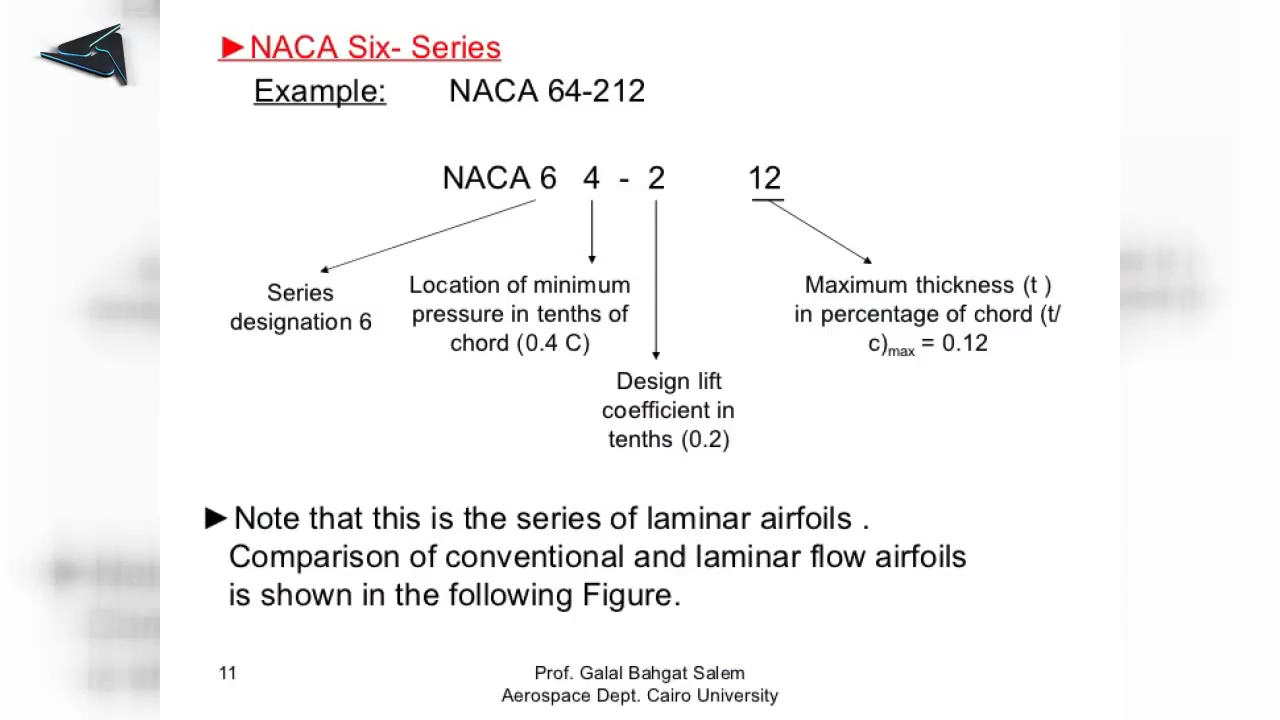 ►NACA Six- Series
Example: NACA 64-212
NACA 6 4 - 2 12
Series
designation 6
Location of minimum
pressure in tenths of
chord (0.4 C)
Design lift
coefficient in
tenths (0.2)
Maximum thickness (t )
in percentage of chord (t/
c)max = 0.12
►Note that this is the series of laminar airfoils .
Comparison of conventional and laminar flow airfoils
is shown in the following Figure.
11
Prof. Galal Bahgat Salem
Aerospace Dept. Cairo University